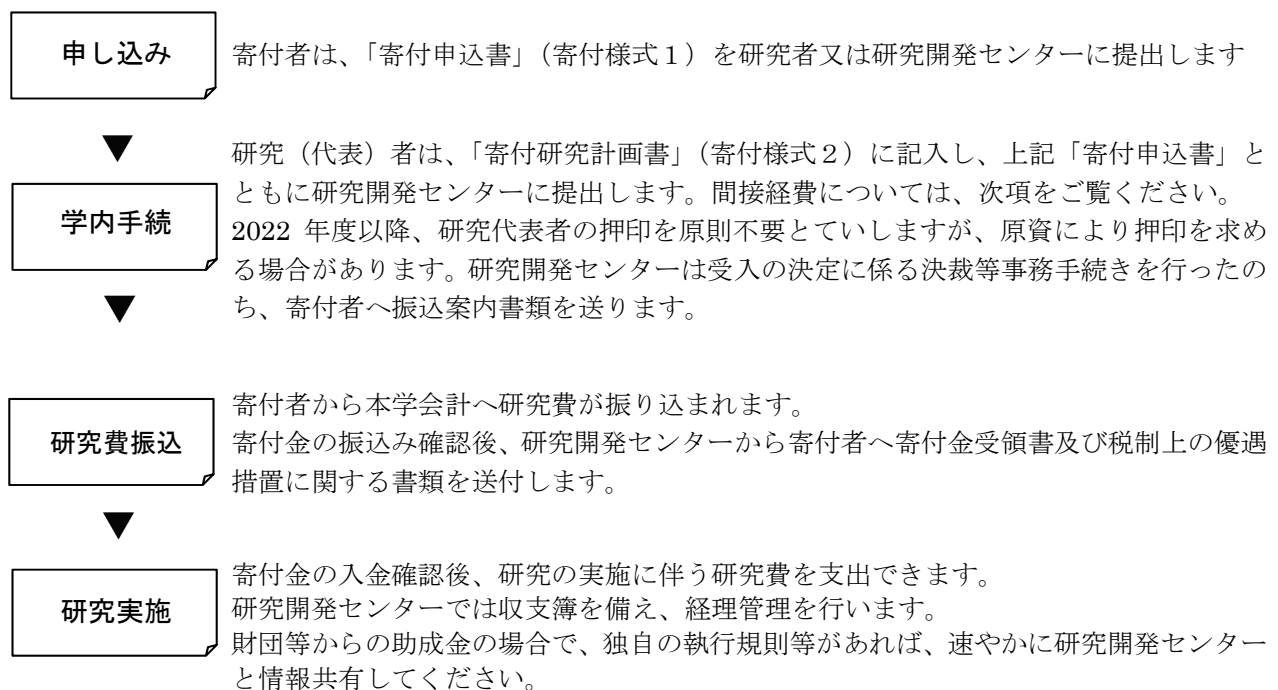 申し込み
寄付者は、「寄付申込書」（寄付様式１）を研究者又は研究開発センターに提出します
▼
学内手続
研究（代表）者は、「寄付研究計画書」（寄付様式２）に記入し、上記「寄付申込書」と
ともに研究開発センターに提出します。間接経費については、次項をご覧ください。
2022 年度以降、研究代表者の押印を原則不要とていしますが、原資により押印を求め
る場合があります。研究開発センターは受入の決定に係る決裁等事務手続きを行ったの
ち、寄付者へ振込案内書類を送ります。
▼
研究費振込
寄付者から本学会計へ研究費が振り込まれます。
寄付金の振込み確認後、研究開発センターから寄付者へ寄付金受領書及び税制上の優遇
措置に関する書類を送付します。
▼
研究実施
寄付金の入金確認後、研究の実施に伴う研究費を支出できます。
研究開発センターでは収支簿を備え、経理管理を行います。
財団等からの助成金の場合で、独自の執行規則等があれば、速やかに研究開発センター
と情報共有してください。